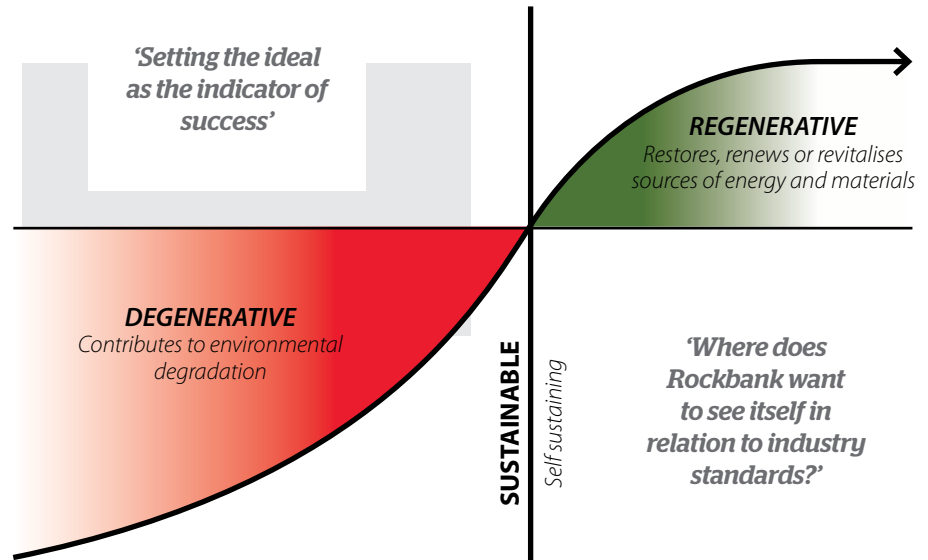 ‘Setting the ideal
as the indicator of
success’
REGENERATIVE
Restores, renews or revitalises
sources of energy and materials
DEGENERATIVE
Contributes to environmental
degradation
SUSTAINABLE
Self sustaining
‘Where does
Rockbank want
to see itself in
relation to industry
standards?’